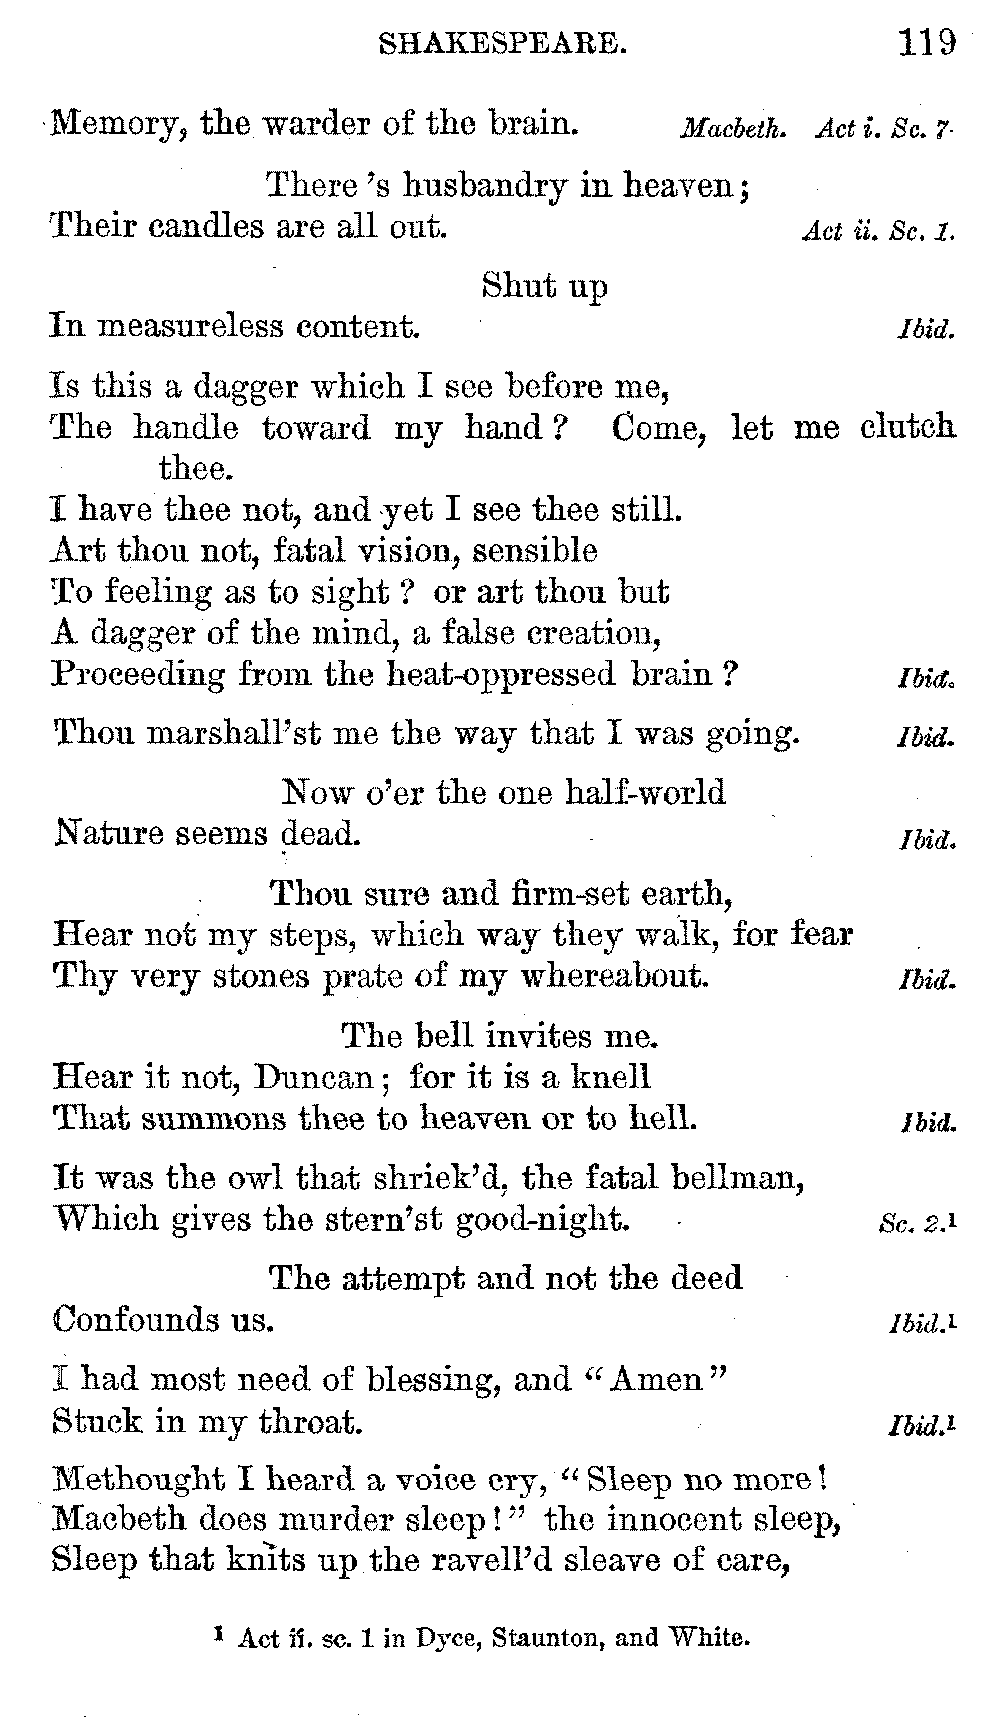 SHAKESPEARE. 119
Memory, the warder of the brain. Macbeth. Act i. Sc. 7.
There 's husbandry in heaven;
Their candles are all out. Act ii. Sc. 1.
Shut up
In measureless content. Ibid.
Is this a dagger which I see before me,
The handle toward my hand? Come, let me clutch
thee.
I have thee not, and yet I see thee still.
Art thou not, fatal vision, sensible
To feeling as to sight? or art thou but
A dagger of the mind, a false creation,
Proceeding from the heat-oppressed brain? Ibid.
Thou marshall'st me the way that I was going. Ibid.
Now o'er the one half-world
Nature seems dead. Ibid.
Thou sure and firm-set earth,
Hear not my steps, which way they walk, for fear
Thy very stones prate of my whereabout. Ibid.
The bell invites me.
Hear it not, Duncan; for it is a knell
That summons thee to heaven or to hell. Ibid.
It was the owl that shriek'd, the fatal bellman,
Which gives the stern'st good-night. Sc. 2.¹
The attempt and not the deed
Confounds us. Ibid.¹
I had most need of blessing, and "Amen"
Stuck in my throat. Ibid.¹
Methought I heard a voice cry, "Sleep no more!
Macbeth does murder sleep!" the innocent sleep,
Sleep that knits up the ravell'd sleave of care,
¹ Act ii. sc. 1 in Dyce, Staunton, and White.